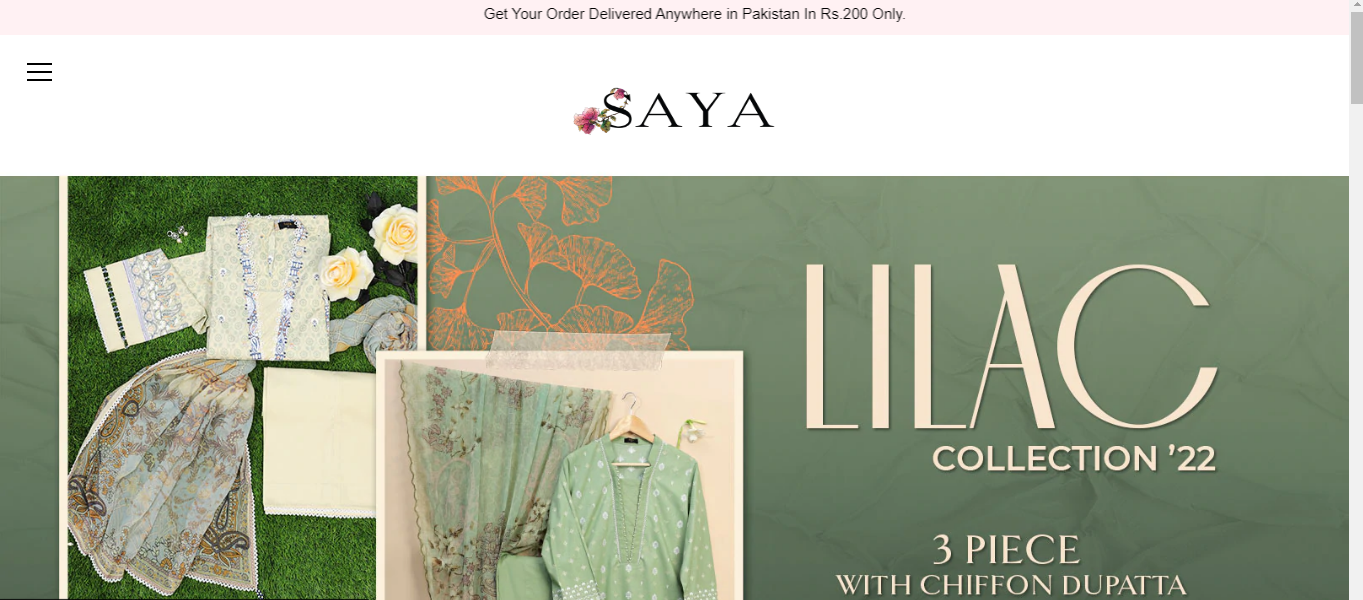 Get Your Order Delivered Anywhere in Pakistan In Rs.200 Only.
SAYA
LILAC
COLLECTION ’22
3 PIECE
WITH CHIFFON DUPATTA